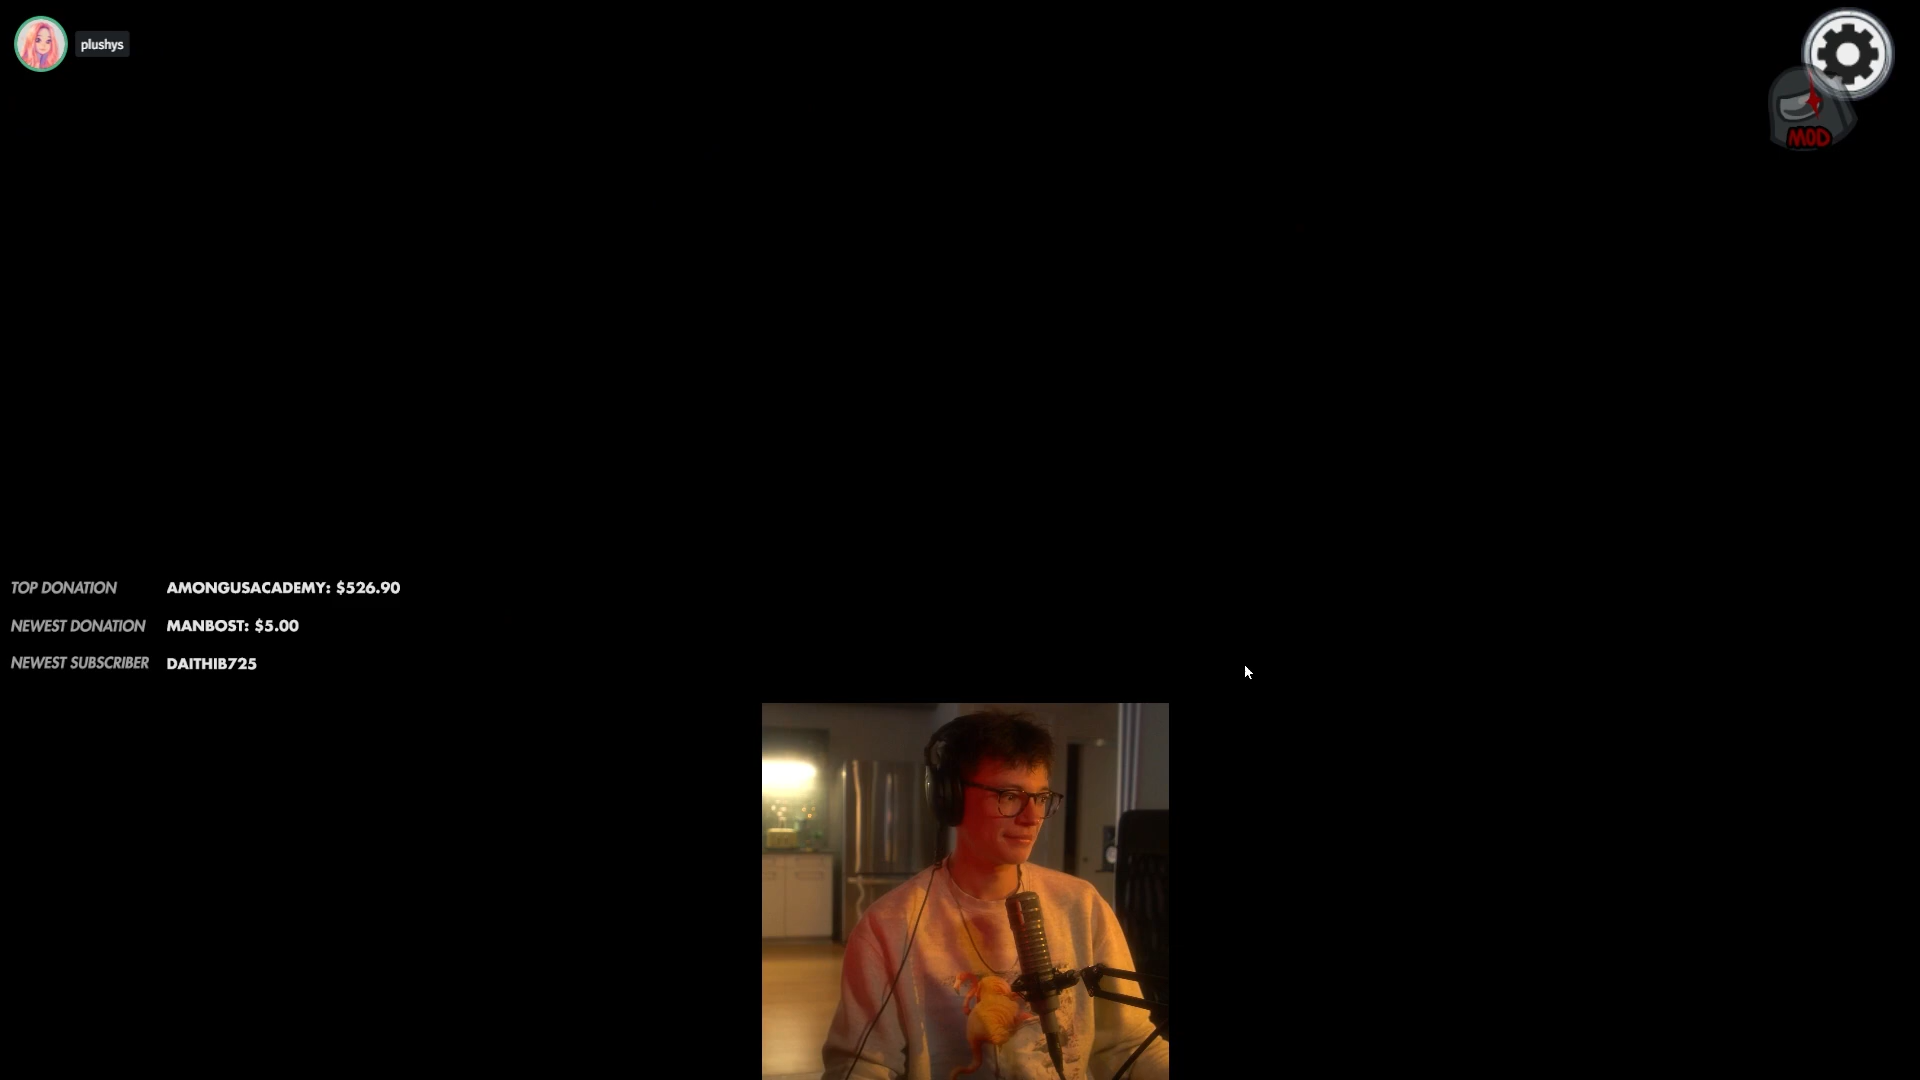 plushys
MOD
TOP DONATION AMONGUSACADEMY: $526.90
NEWEST DONATION MANBOST: $5.00
NEWEST SUBSCRIBER DAITHIB725